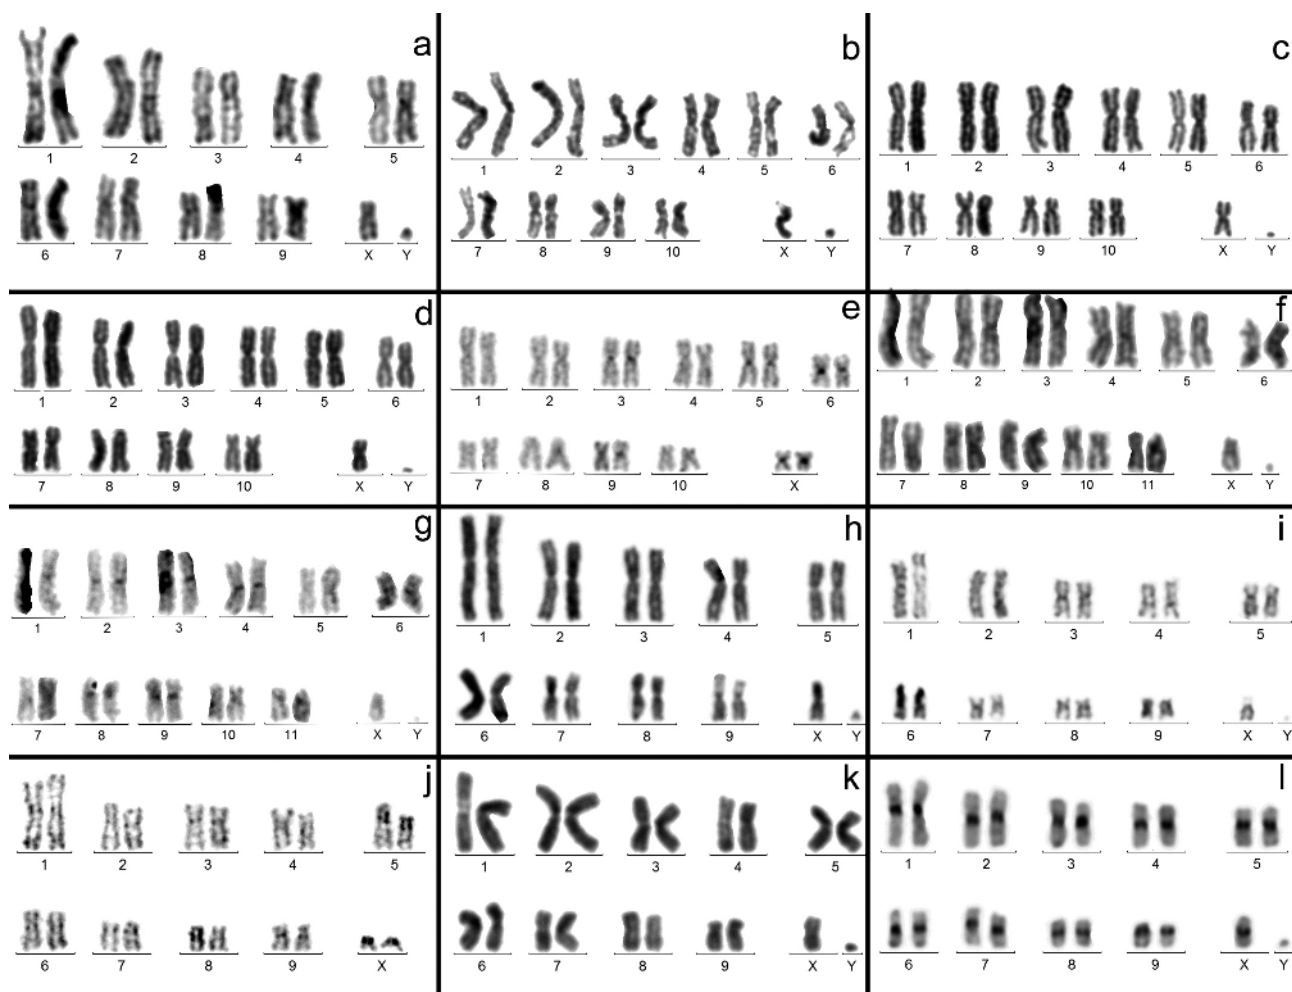 a
1 2 3 4 5
6 7 8 9 X Y
b
1 2 3 4 5 6
7 8 9 10 X Y
c
1 2 3 4 5 6
7 8 9 10 X Y
d
1 2 3 4 5 6
7 8 9 10 X Y
e
1 2 3 4 5 6
7 8 9 10 X
f
1 2 3 4 5 6
7 8 9 10 11 X Y
g
1 2 3 4 5 6
7 8 9 10 11 X Y
h
1 2 3 4 5
6 7 8 9 X Y
i
1 2 3 4 5
6 7 8 9 X Y
j
1 2 3 4 5
6 7 8 9 X
k
1 2 3 4 5
6 7 8 9 X Y
l
1 2 3 4 5
6 7 8 9 X Y